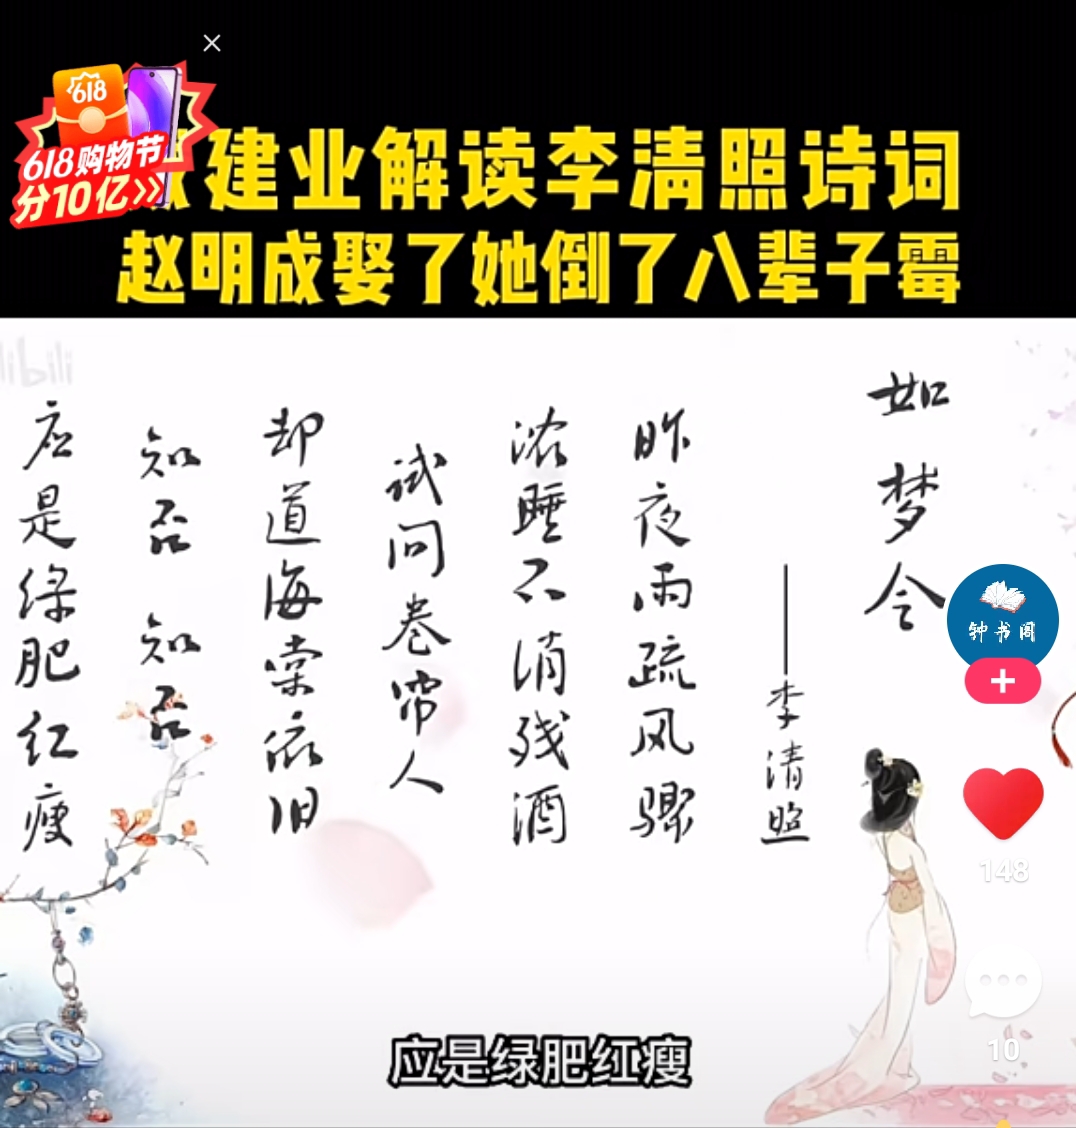 618
618购物节
分10亿>>
建业解读李清照诗词
赵明成娶了她倒了八辈子霉
libili
如梦令
——李清照
昨夜雨疏风骤
浓睡不消残酒
试问卷帘人
却道海棠依旧
知否 知否
应是绿肥红瘦
钟书阁
148
10
应是绿肥红瘦